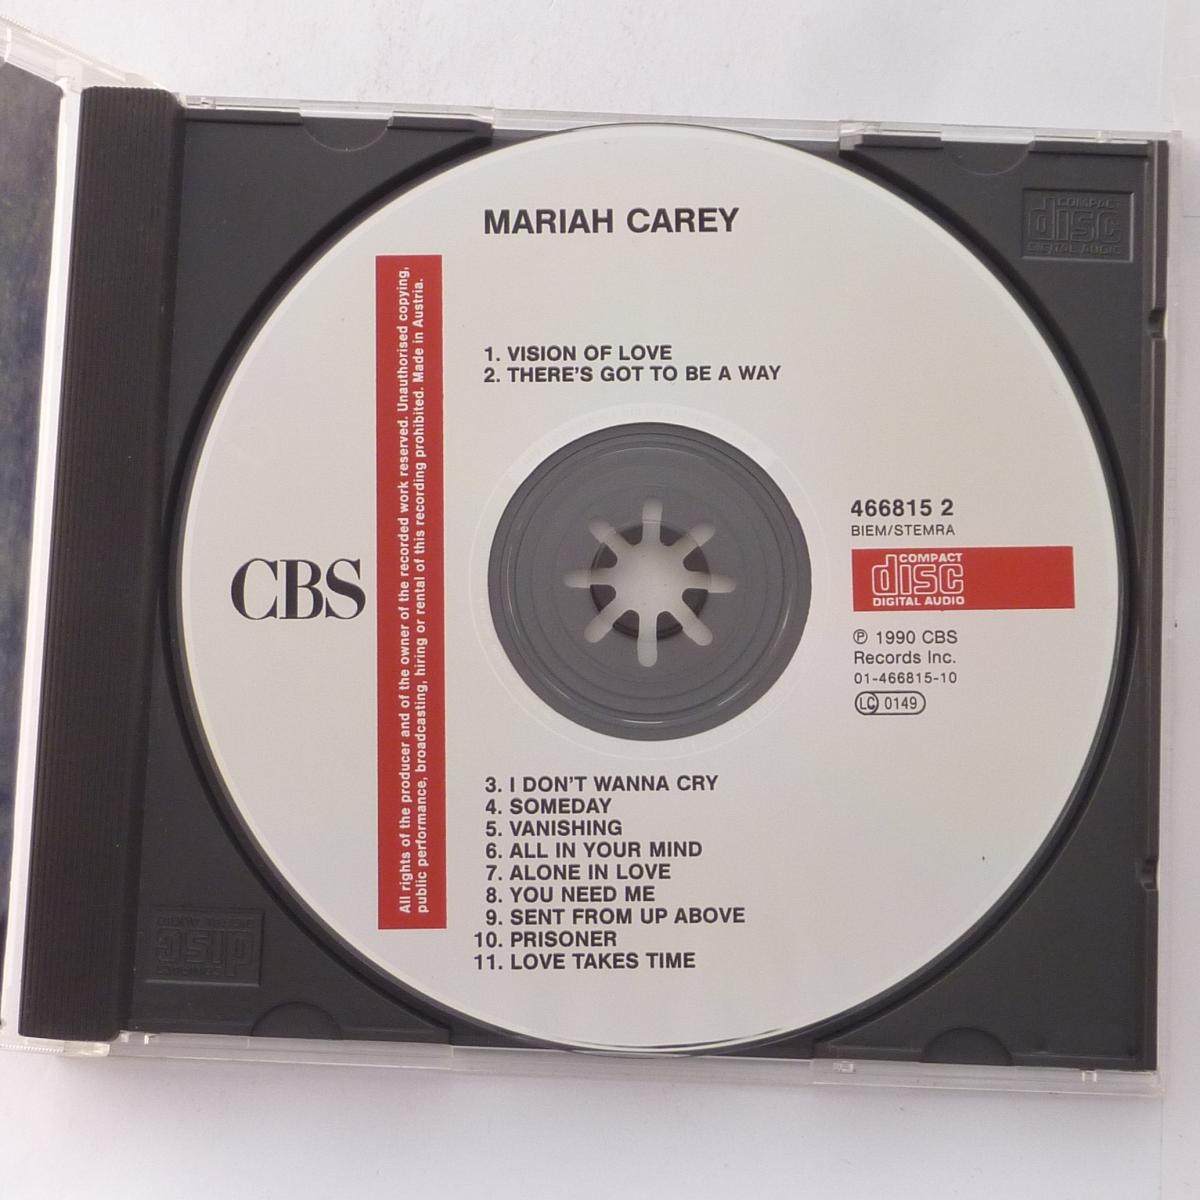 MARIAH CAREY
1. VISION OF LOVE
2. THERE'S GOT TO BE A WAY
All rights of the producer and of the owner of the recorded work reserved. Unauthorised copying,
public performance, broadcasting, hiring or rental of this recording prohibited. Made in Austria.
CBS
466815 2
BIEM/STEMRA
COMPACT
disc
DIGITAL AUDIO
℗ 1990 CBS
Records Inc.
01-466815-10
LC 0149
3. I DON'T WANNA CRY
4. SOMEDAY
5. VANISHING
6. ALL IN YOUR MIND
7. ALONE IN LOVE
8. YOU NEED ME
9. SENT FROM UP ABOVE
10. PRISONER
11. LOVE TAKES TIME
COMPACT
disc
DIGITAL AUDIO
COMPACT
disc
DIGITAL AUDIO